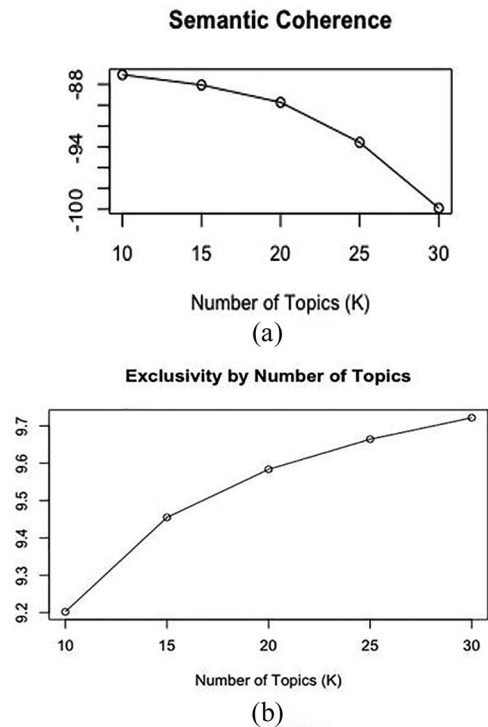 Semantic Coherence
-88
-94
-100
10 15 20 25 30
Number of Topics (K)
(a)
Exclusivity by Number of Topics
9.7
9.6
9.5
9.4
9.3
9.2
10 15 20 25 30
Number of Topics (K)
(b)